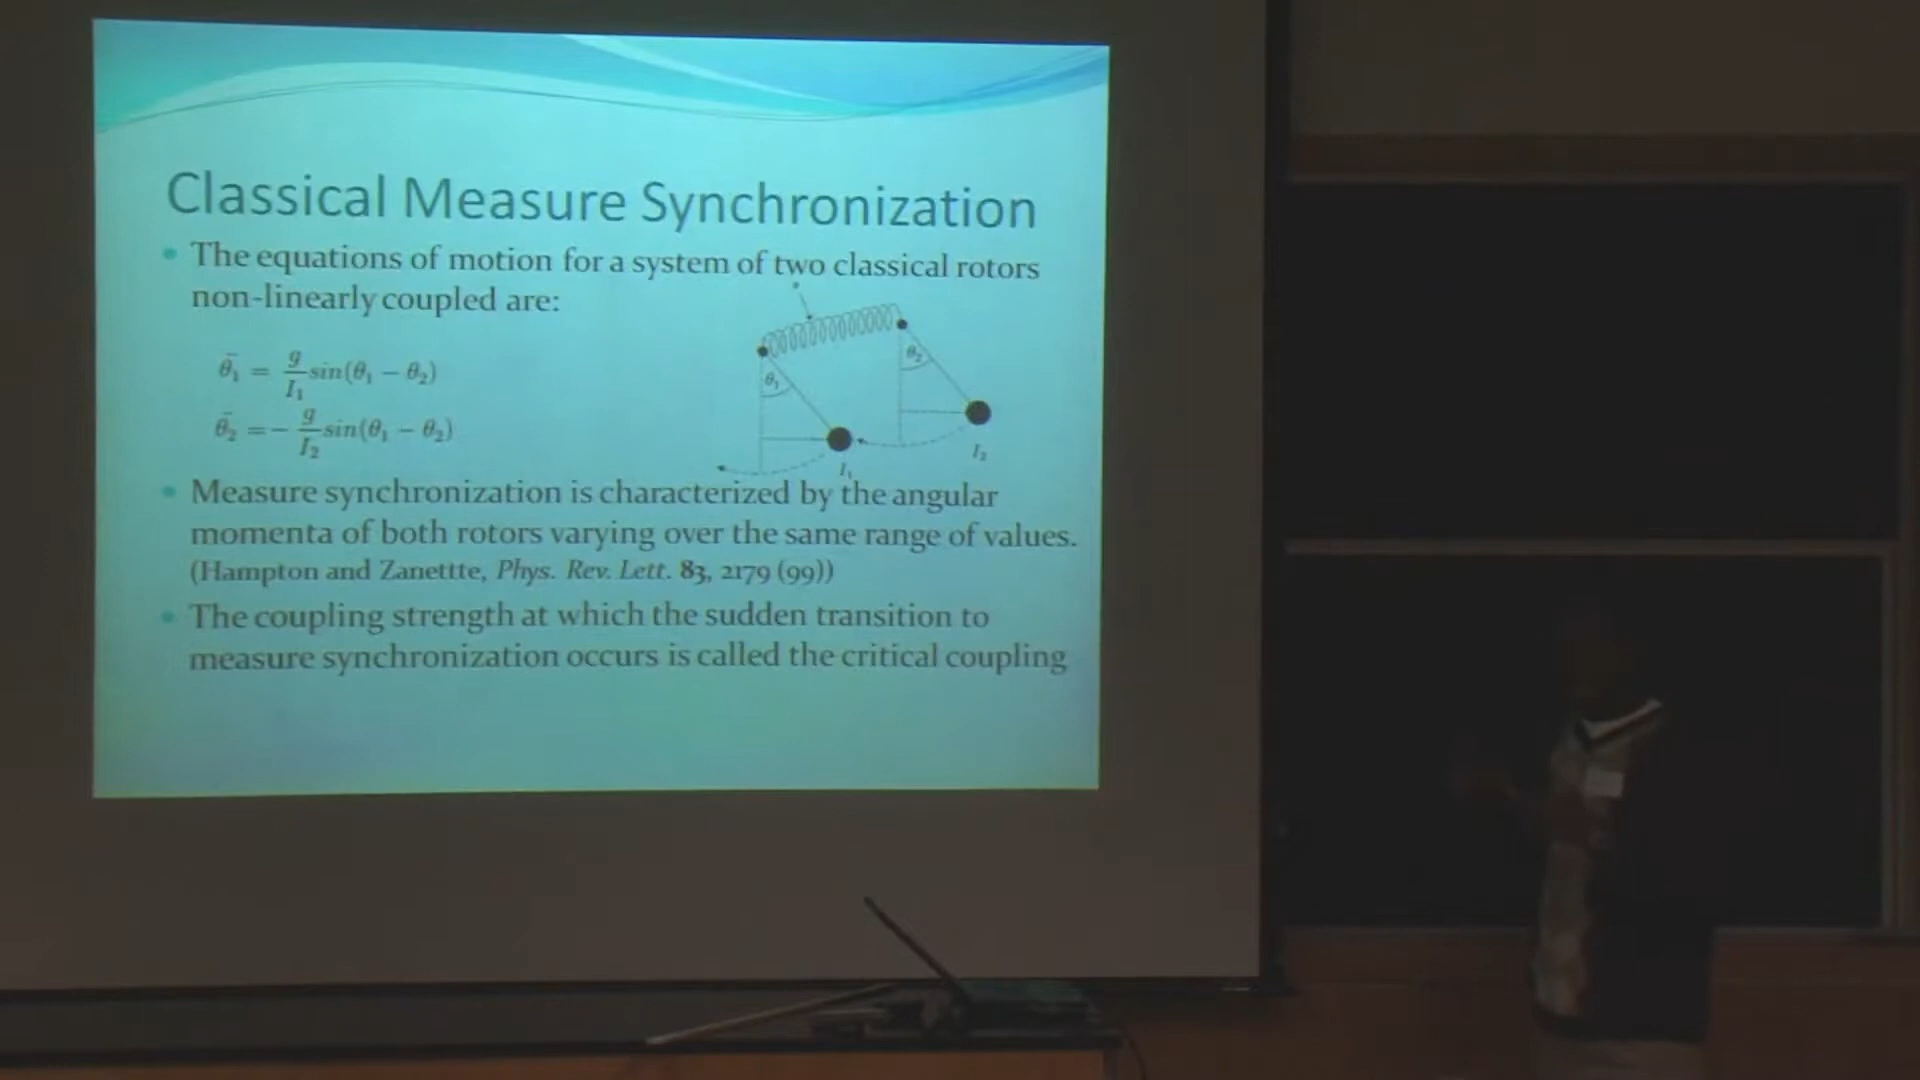 Classical Measure Synchronization
The equations of motion for a system of two classical rotors
non-linearly coupled are:
θ̈₁ = g/I₁ sin(θ₁ − θ₂)
θ̈₂ = − g/I₂ sin(θ₁ − θ₂)
θ₁
θ₂
I₁
I₂
Measure synchronization is characterized by the angular
momenta of both rotors varying over the same range of values.
(Hampton and Zanettte, Phys. Rev. Lett. 83, 2179 (99))
The coupling strength at which the sudden transition to
measure synchronization occurs is called the critical coupling